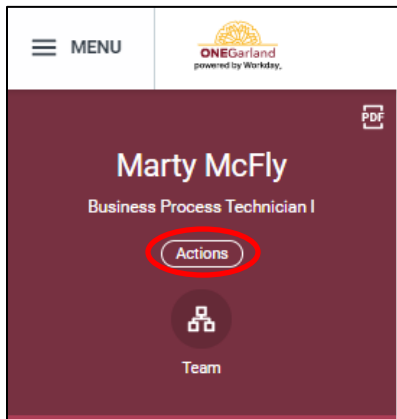 MENU
ONEGarland
powered by Workday.
PDF
Marty McFly
Business Process Technician I
Actions
Team